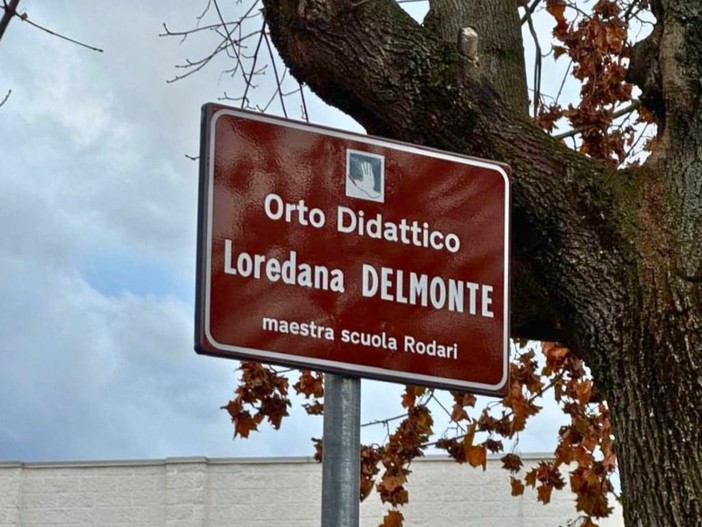 Orto Didattico
Loredana DELMONTE
maestra scuola Rodari